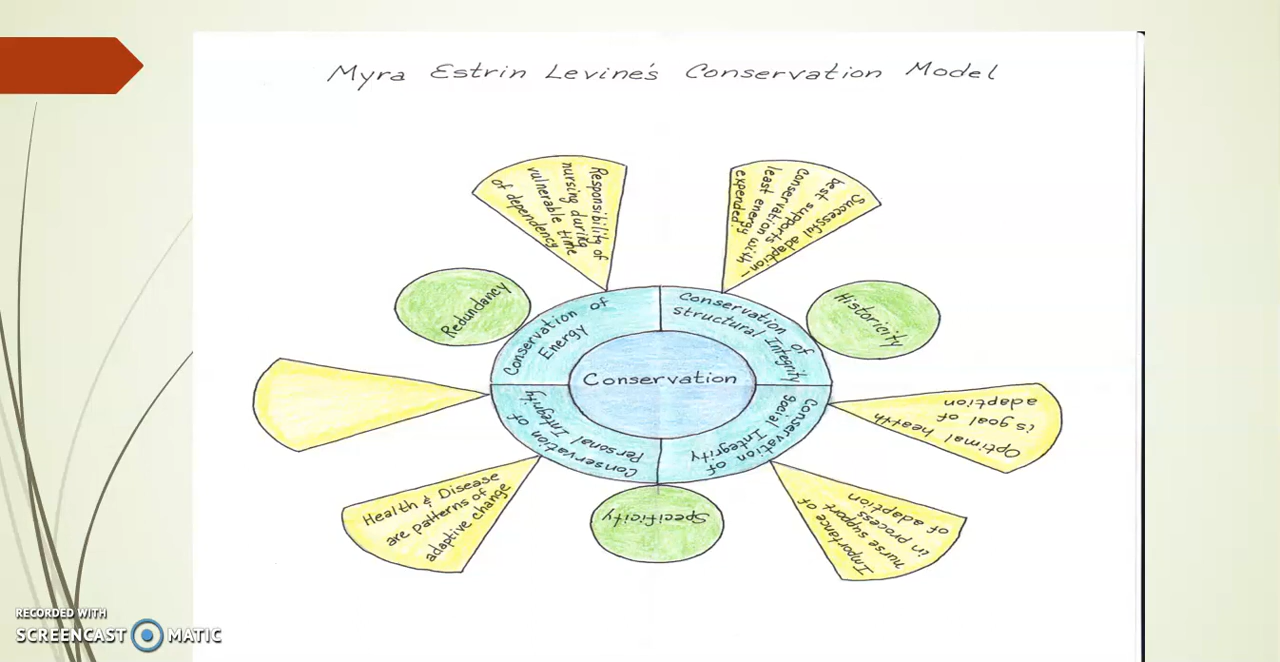 Myra Estrin Levine's Conservation Model
Responsibility of
nursing during
vulnerable time
of dependency
Successful adaption-
best supports
conservation with
least energy
expended.
Redundancy
Historicity
Conservation of
Energy
Conservation of
Structural Integrity
Conservation
Conservation of
Personal Integrity
Conservation of
Social Integrity
Optimal health
is goal of
adaption
Health & Disease
are patterns of
adaptive change
Specificity
Importance of
nurse support
in process
of adaption
RECORDED WITH
SCREENCAST MATIC